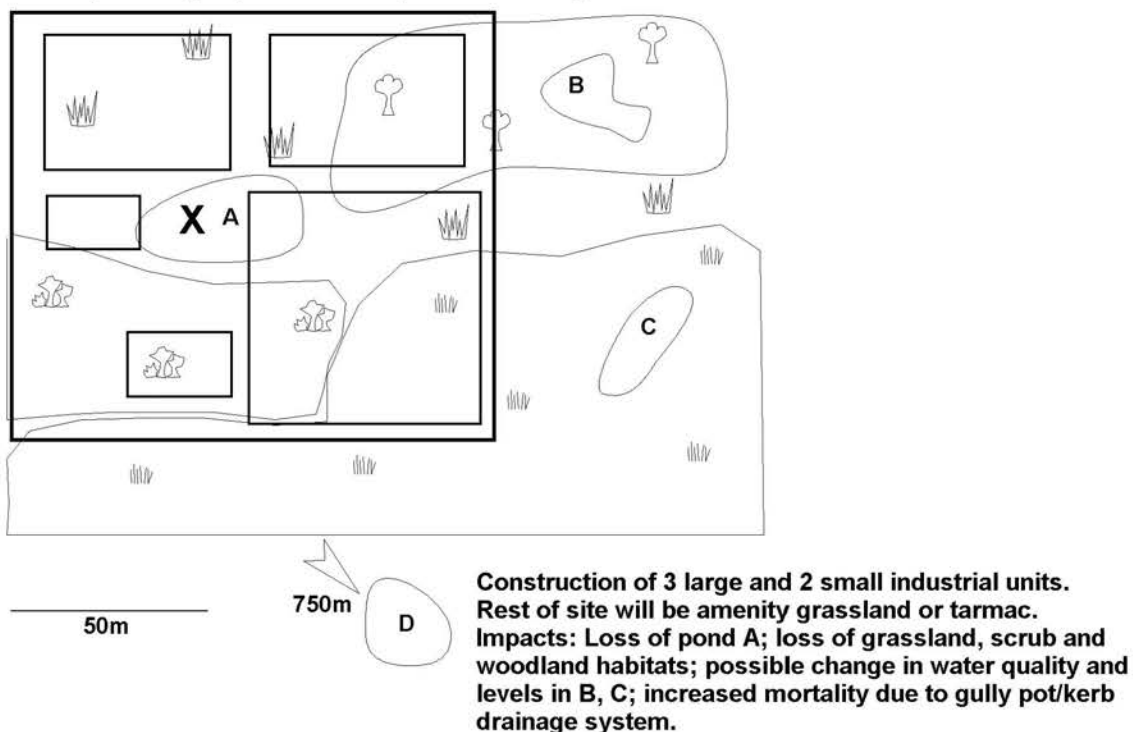 B
X A
C
750m
50m
D
Construction of 3 large and 2 small industrial units.
Rest of site will be amenity grassland or tarmac.
Impacts: Loss of pond A; loss of grassland, scrub and
woodland habitats; possible change in water quality and
levels in B, C; increased mortality due to gully pot/kerb
drainage system.